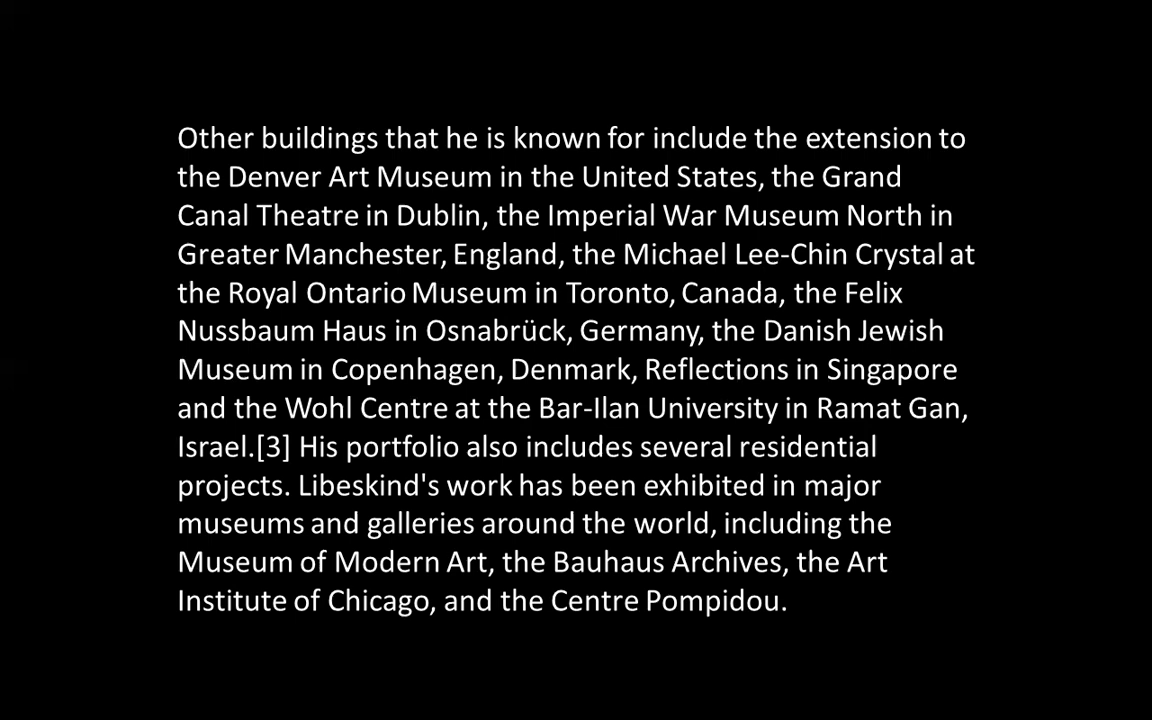 Other buildings that he is known for include the extension to
the Denver Art Museum in the United States, the Grand
Canal Theatre in Dublin, the Imperial War Museum North in
Greater Manchester, England, the Michael Lee-Chin Crystal at
the Royal Ontario Museum in Toronto, Canada, the Felix
Nussbaum Haus in Osnabrück, Germany, the Danish Jewish
Museum in Copenhagen, Denmark, Reflections in Singapore
and the Wohl Centre at the Bar-Ilan University in Ramat Gan,
Israel.[3] His portfolio also includes several residential
projects. Libeskind's work has been exhibited in major
museums and galleries around the world, including the
Museum of Modern Art, the Bauhaus Archives, the Art
Institute of Chicago, and the Centre Pompidou.